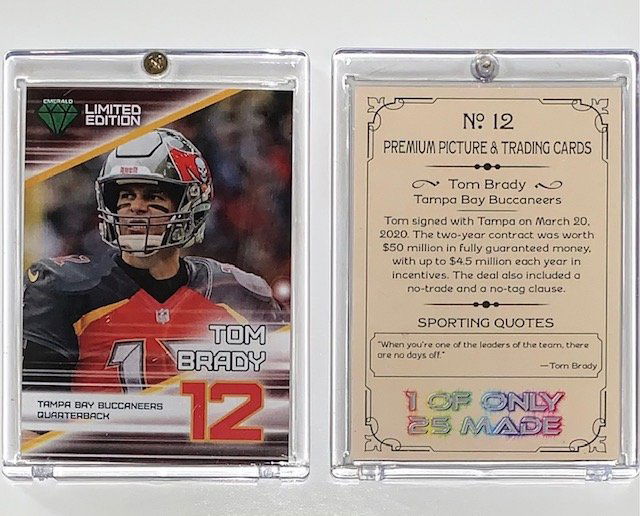 EMERALD
LIMITED
EDITION
TOM
BRADY
TAMPA BAY BUCCANEERS
QUARTERBACK
12
№ 12
PREMIUM PICTURE & TRADING CARDS
Tom Brady
Tampa Bay Buccaneers
Tom signed with Tampa on March 20,
2020. The two-year contract was worth
$50 million in fully guaranteed money,
with up to $4.5 million each year in
incentives. The deal also included a
no-trade and a no-tag clause.
SPORTING QUOTES
"When you're one of the leaders of the team, there
are no days off."
—Tom Brady
1 OF ONLY
25 MADE